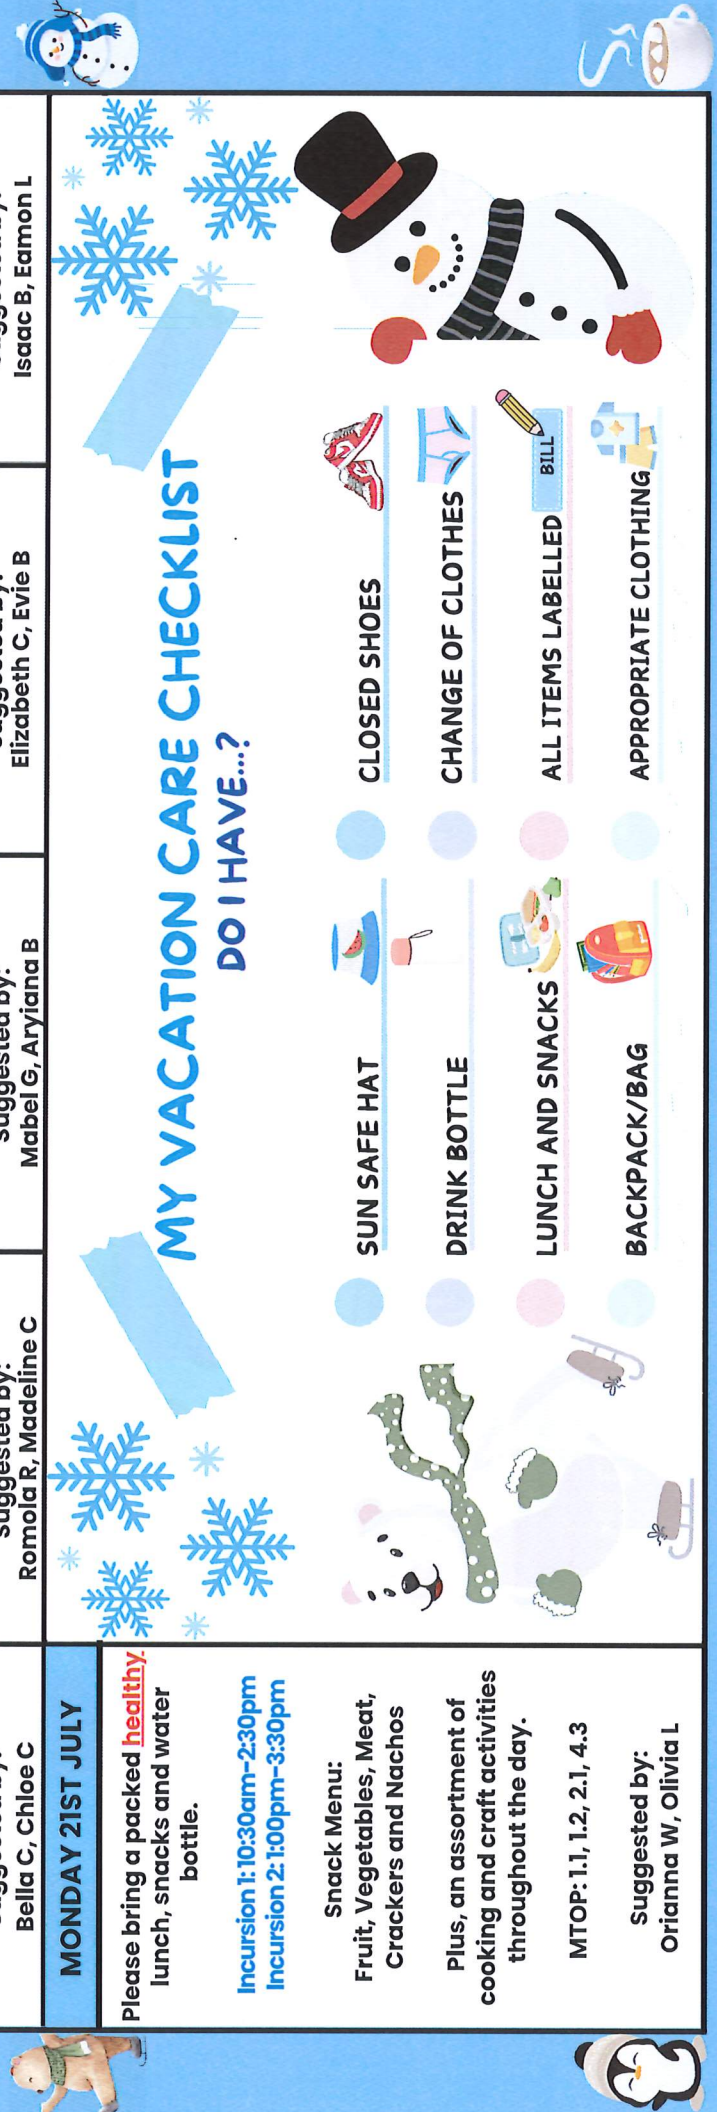 Suggested by:
Bella C, Chloe C
Suggested by:
Romola R, Madeline C
Suggested by:
Mabel G, Aryiana B
Suggested by:
Elizabeth C, Evie B
Suggested by:
Isaac B, Eamon L
MONDAY 21ST JULY
Please bring a packed healthy
lunch, snacks and water
bottle.
Incursion 1: 10:30am-2:30pm
Incursion 2: 1:00pm-3:30pm
Snack Menu:
Fruit, Vegetables, Meat,
Crackers and Nachos
Plus, an assortment of
cooking and craft activities
throughout the day.
MTOP: 1.1, 1.2, 2.1, 4.3
Suggested by:
Orianna W, Olivia L
MY VACATION CARE CHECKLIST
DO I HAVE...?
SUN SAFE HAT
DRINK BOTTLE
LUNCH AND SNACKS
BACKPACK/BAG
CLOSED SHOES
CHANGE OF CLOTHES
ALL ITEMS LABELLED
BILL
APPROPRIATE CLOTHING